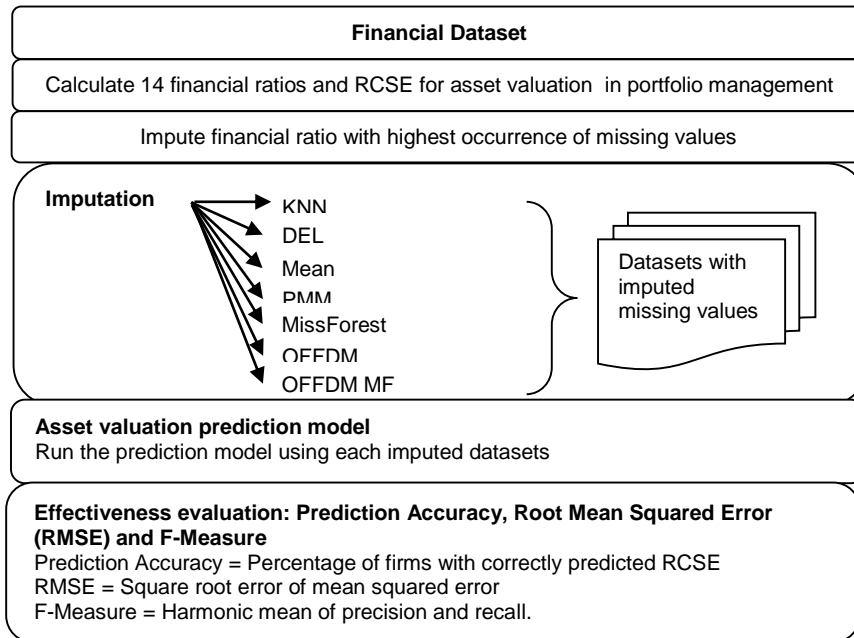 Financial Dataset
Calculate 14 financial ratios and RCSE for asset valuation in portfolio management
Impute financial ratio with highest occurrence of missing values
Imputation
KNN
DEL
Mean
PMM
MissForest
OFFDM
OFFDM MF
Datasets with
imputed
missing values
Asset valuation prediction model
Run the prediction model using each imputed datasets
Effectiveness evaluation: Prediction Accuracy, Root Mean Squared Error
(RMSE) and F-Measure
Prediction Accuracy = Percentage of firms with correctly predicted RCSE
RMSE = Square root error of mean squared error
F-Measure = Harmonic mean of precision and recall.